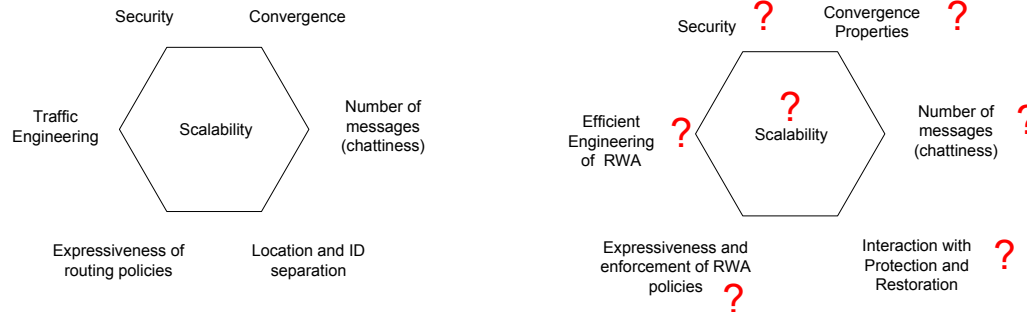 Security
Convergence
Traffic
Engineering
Scalability
Number of
messages
(chattiness)
Expressiveness of
routing policies
Location and ID
separation
Security ?
Convergence
Properties ?
Efficient
Engineering
of RWA ?
?
Scalability
Number of
messages
(chattiness) ?
Expressiveness and
enforcement of RWA
policies ?
Interaction with
Protection and
Restoration ?